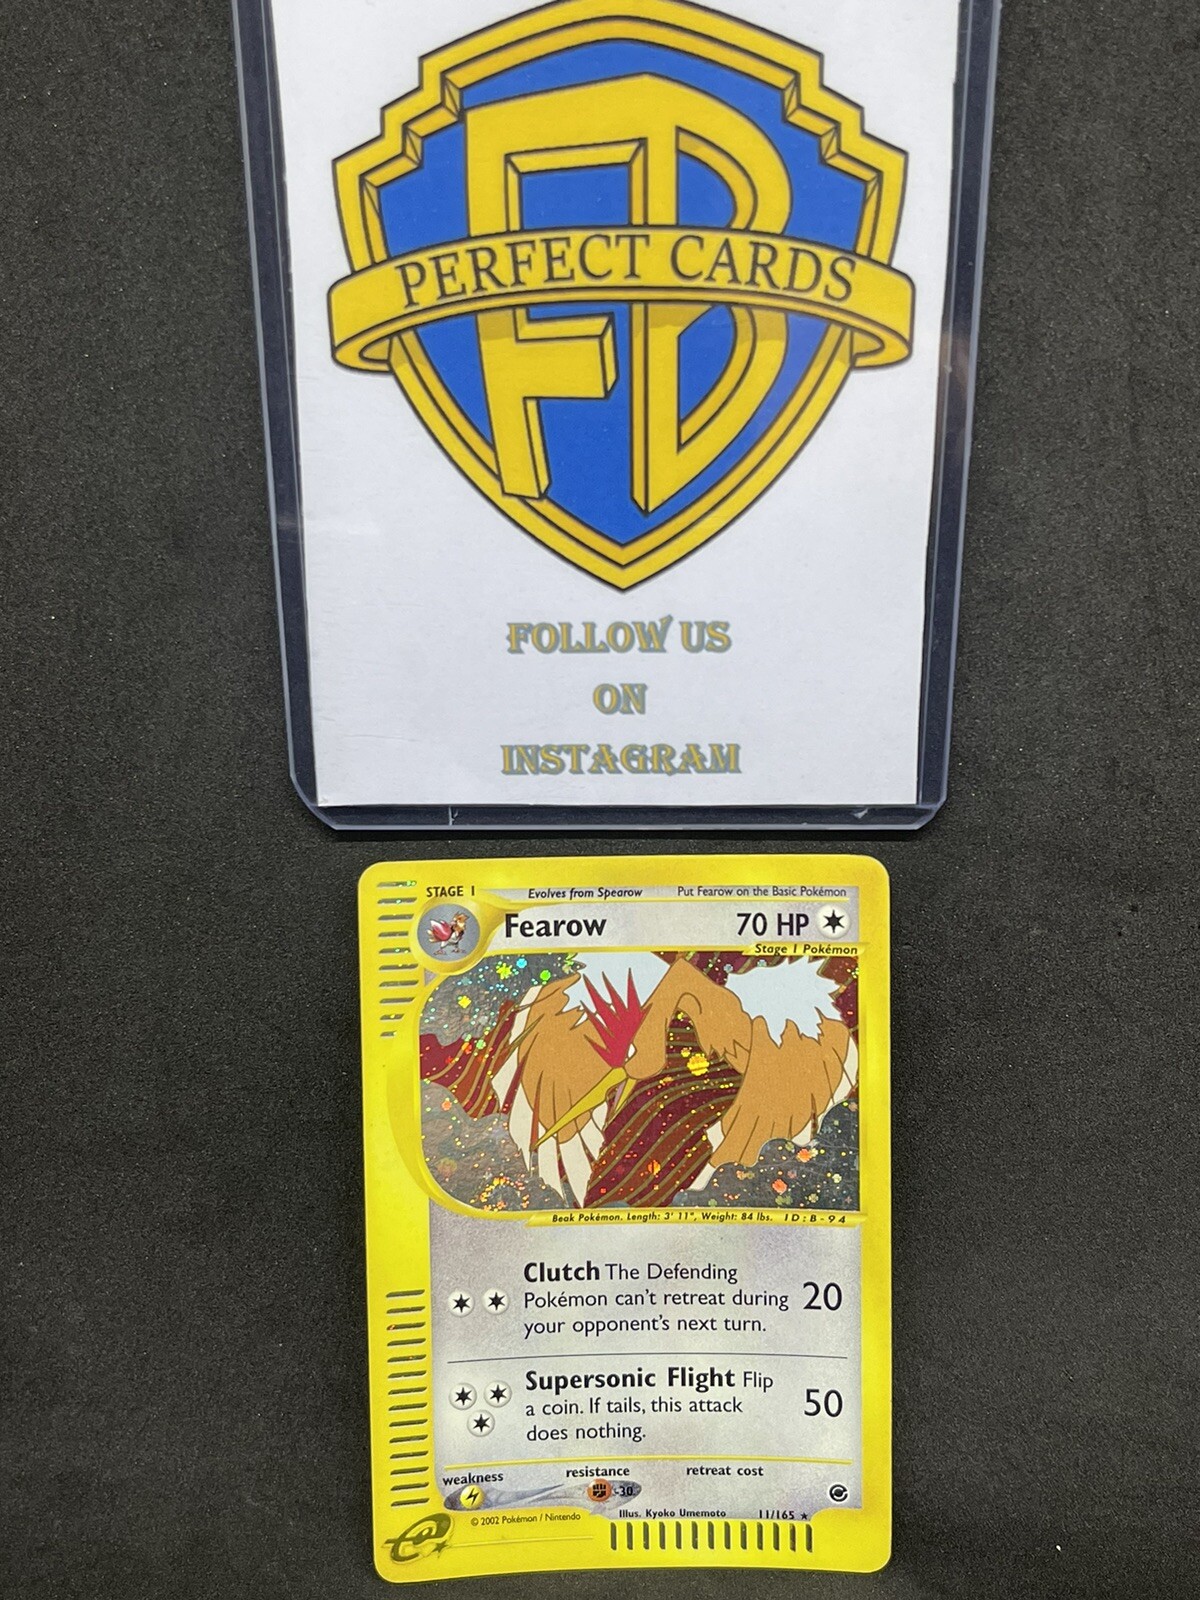 FB
PERFECT CARDS
FOLLOW US
ON
INSTAGRAM
STAGE 1 Evolves from Spearow Put Fearow on the Basic Pokémon
Fearow 70 HP
Stage 1 Pokémon
Beak Pokémon. Length: 3' 11", Weight: 84 lbs. ID:B-94
Clutch The Defending
Pokémon can't retreat during 20
your opponent's next turn.
Supersonic Flight Flip
a coin. If tails, this attack 50
does nothing.
weakness resistance retreat cost
-30
Illus. Kyoko Umemoto 11/165 ★
© 2002 Pokémon / Nintendo
e